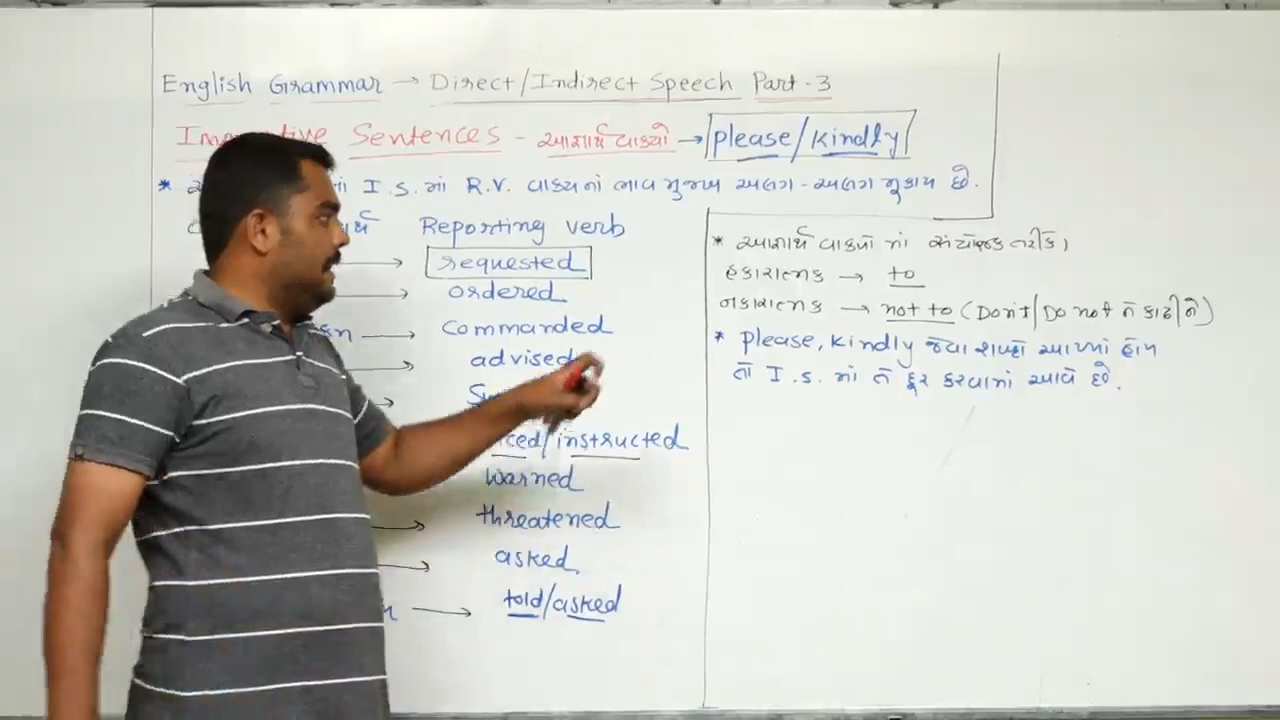 English Grammar → Direct/Indirect Speech Part-3
Sentences - આજ્ઞાર્થ વાક્યો → please/kindly
* I.S.માં R.V. વાક્યનાં ભાવ મુજબ અલગ-અલગ મૂકાય છે.
Reporting verb
requested
ordered
commanded
advised
/instructed
warned
threatened
asked
told/asked
* આજ્ઞાર્થ વાક્યો નાં સંયોજક તરીકે
હકારાત્મક → to
નકારાત્મક → not to (Don't/Do not ને કાઢીને)
* please, kindly જેવા શબ્દો આપ્યાં હોય
તો I.S.માં તે દૂર કરવામાં આવે છે.